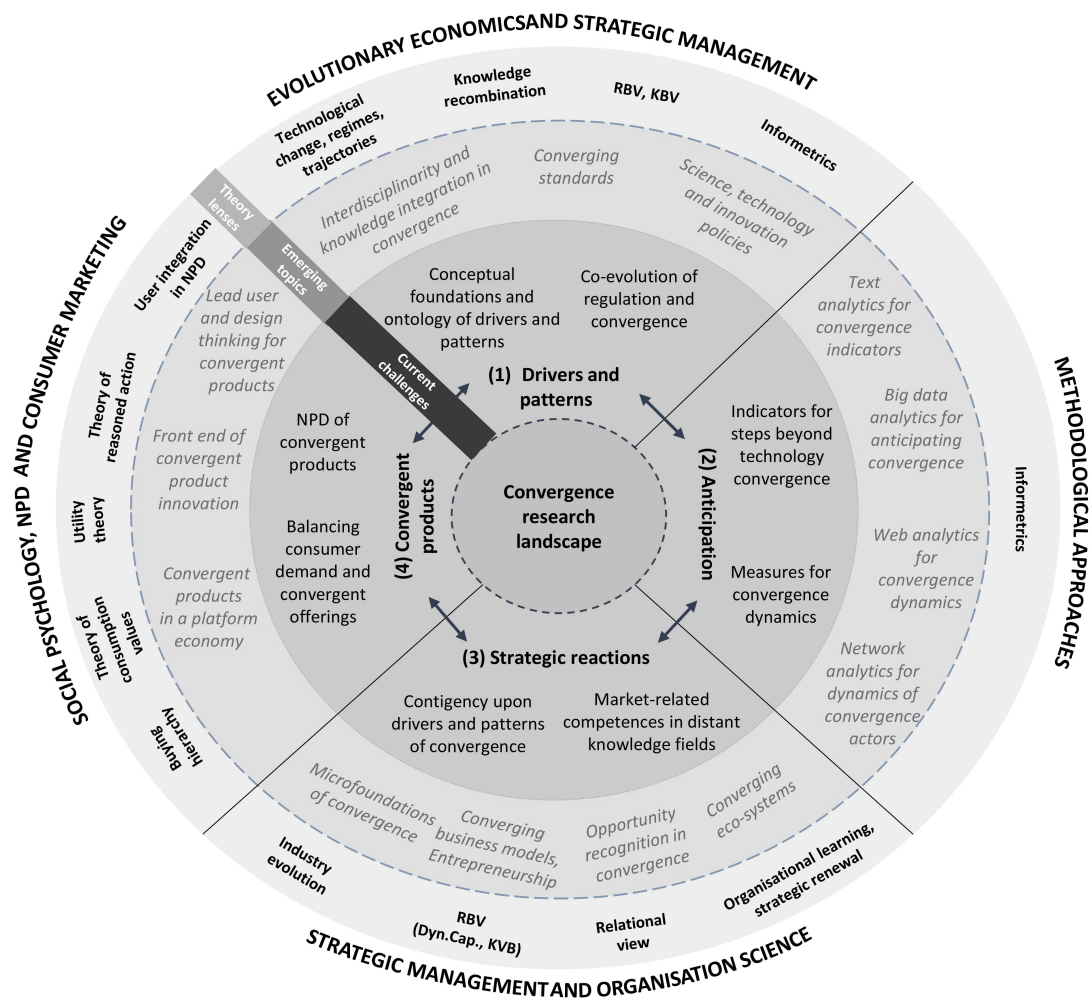 EVOLUTIONARY ECONOMICSAND STRATEGIC MANAGEMENT
Technological
change, regimes,
trajectories
Knowledge
recombination
RBV, KBV
Informetrics
Interdisciplinarity and
knowledge integration in
convergence
Converging
standards
Science, technology
and innovation
policies
Conceptual
foundations and
ontology of drivers and
patterns
Co-evolution of
regulation and
convergence
(1) Drivers and
patterns
Theory
lenses
Emerging
topics
Current
challenges
METHODOLOGICAL APPROACHES
Informetrics
Text
analytics for
convergence
indicators
Big data
analytics for
anticipating
convergence
Web analytics
for
convergence
dynamics
Network
analytics for
dynamics of
convergence
actors
Indicators for
steps beyond
technology
convergence
Measures for
convergence
dynamics
(2) Anticipation
Convergence
research
landscape
(3) Strategic reactions
Contigency upon
drivers and patterns
of convergence
Market-related
competences in distant
knowledge fields
Microfoundations
of convergence
Converging
business models,
Entrepreneurship
Opportunity
recognition in
convergence
Converging
eco-systems
Industry
evolution
RBV
(Dyn.Cap., KVB)
Relational
view
Organisational learning,
strategic renewal
STRATEGIC MANAGEMENT AND ORGANISATION SCIENCE
SOCIAL PSYCHOLOGY, NPD AND CONSUMER MARKETING
User integration
in NPD
Theory of
reasoned action
Utility
theory
Theory of
consumption
values
Buying
hierarchy
Lead user
and design
thinking for
convergent
products
Front end of
convergent
product
innovation
Convergent
products
in a platform
economy
NPD of
convergent
products
Balancing
consumer
demand and
convergent
offerings
(4) Convergent
products